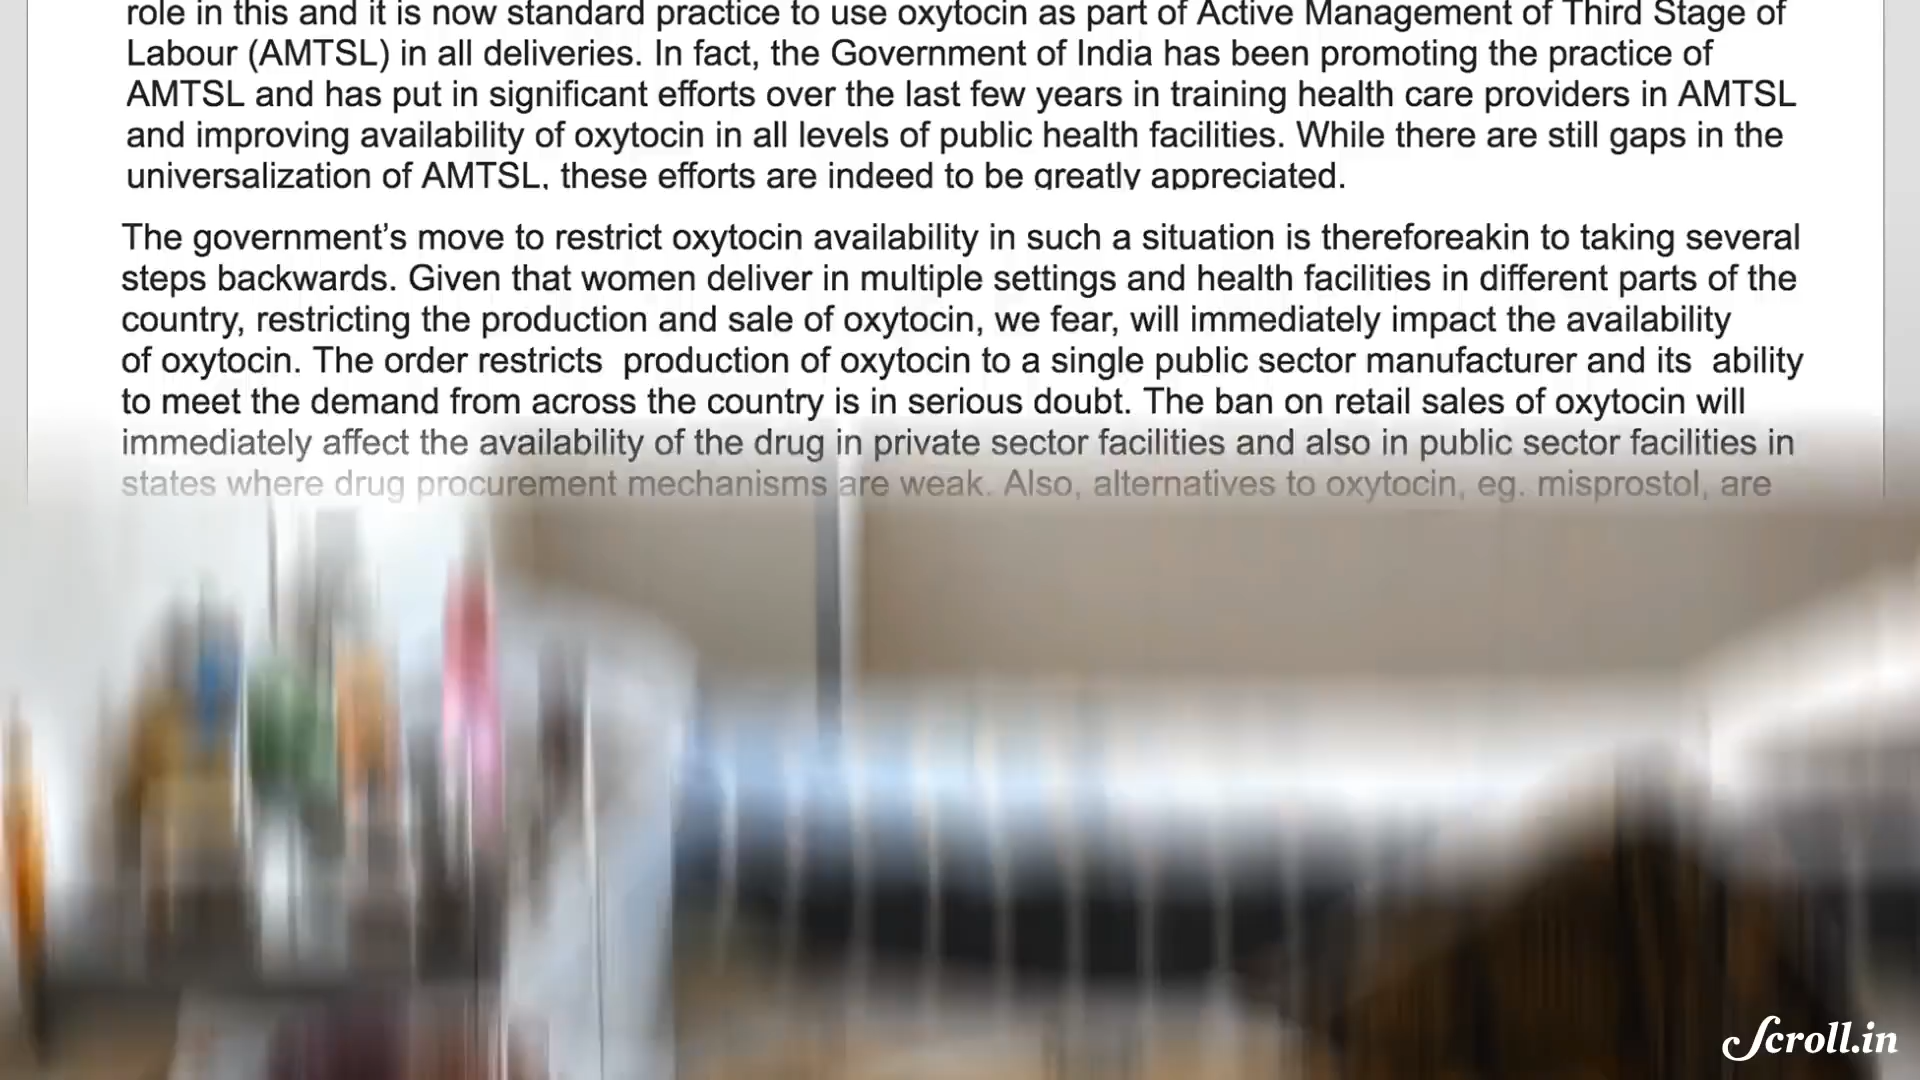 role in this and it is now standard practice to use oxytocin as part of Active Management of Third Stage of
Labour (AMTSL) in all deliveries. In fact, the Government of India has been promoting the practice of
AMTSL and has put in significant efforts over the last few years in training health care providers in AMTSL
and improving availability of oxytocin in all levels of public health facilities. While there are still gaps in the
universalization of AMTSL, these efforts are indeed to be greatly appreciated.
The government’s move to restrict oxytocin availability in such a situation is thereforeakin to taking several
steps backwards. Given that women deliver in multiple settings and health facilities in different parts of the
country, restricting the production and sale of oxytocin, we fear, will immediately impact the availability
of oxytocin. The order restricts  production of oxytocin to a single public sector manufacturer and its  ability
to meet the demand from across the country is in serious doubt. The ban on retail sales of oxytocin will
immediately affect the availability of the drug in private sector facilities and also in public sector facilities in
states where drug procurement mechanisms are weak. Also, alternatives to oxytocin, eg. misprostol, are
Scroll.in